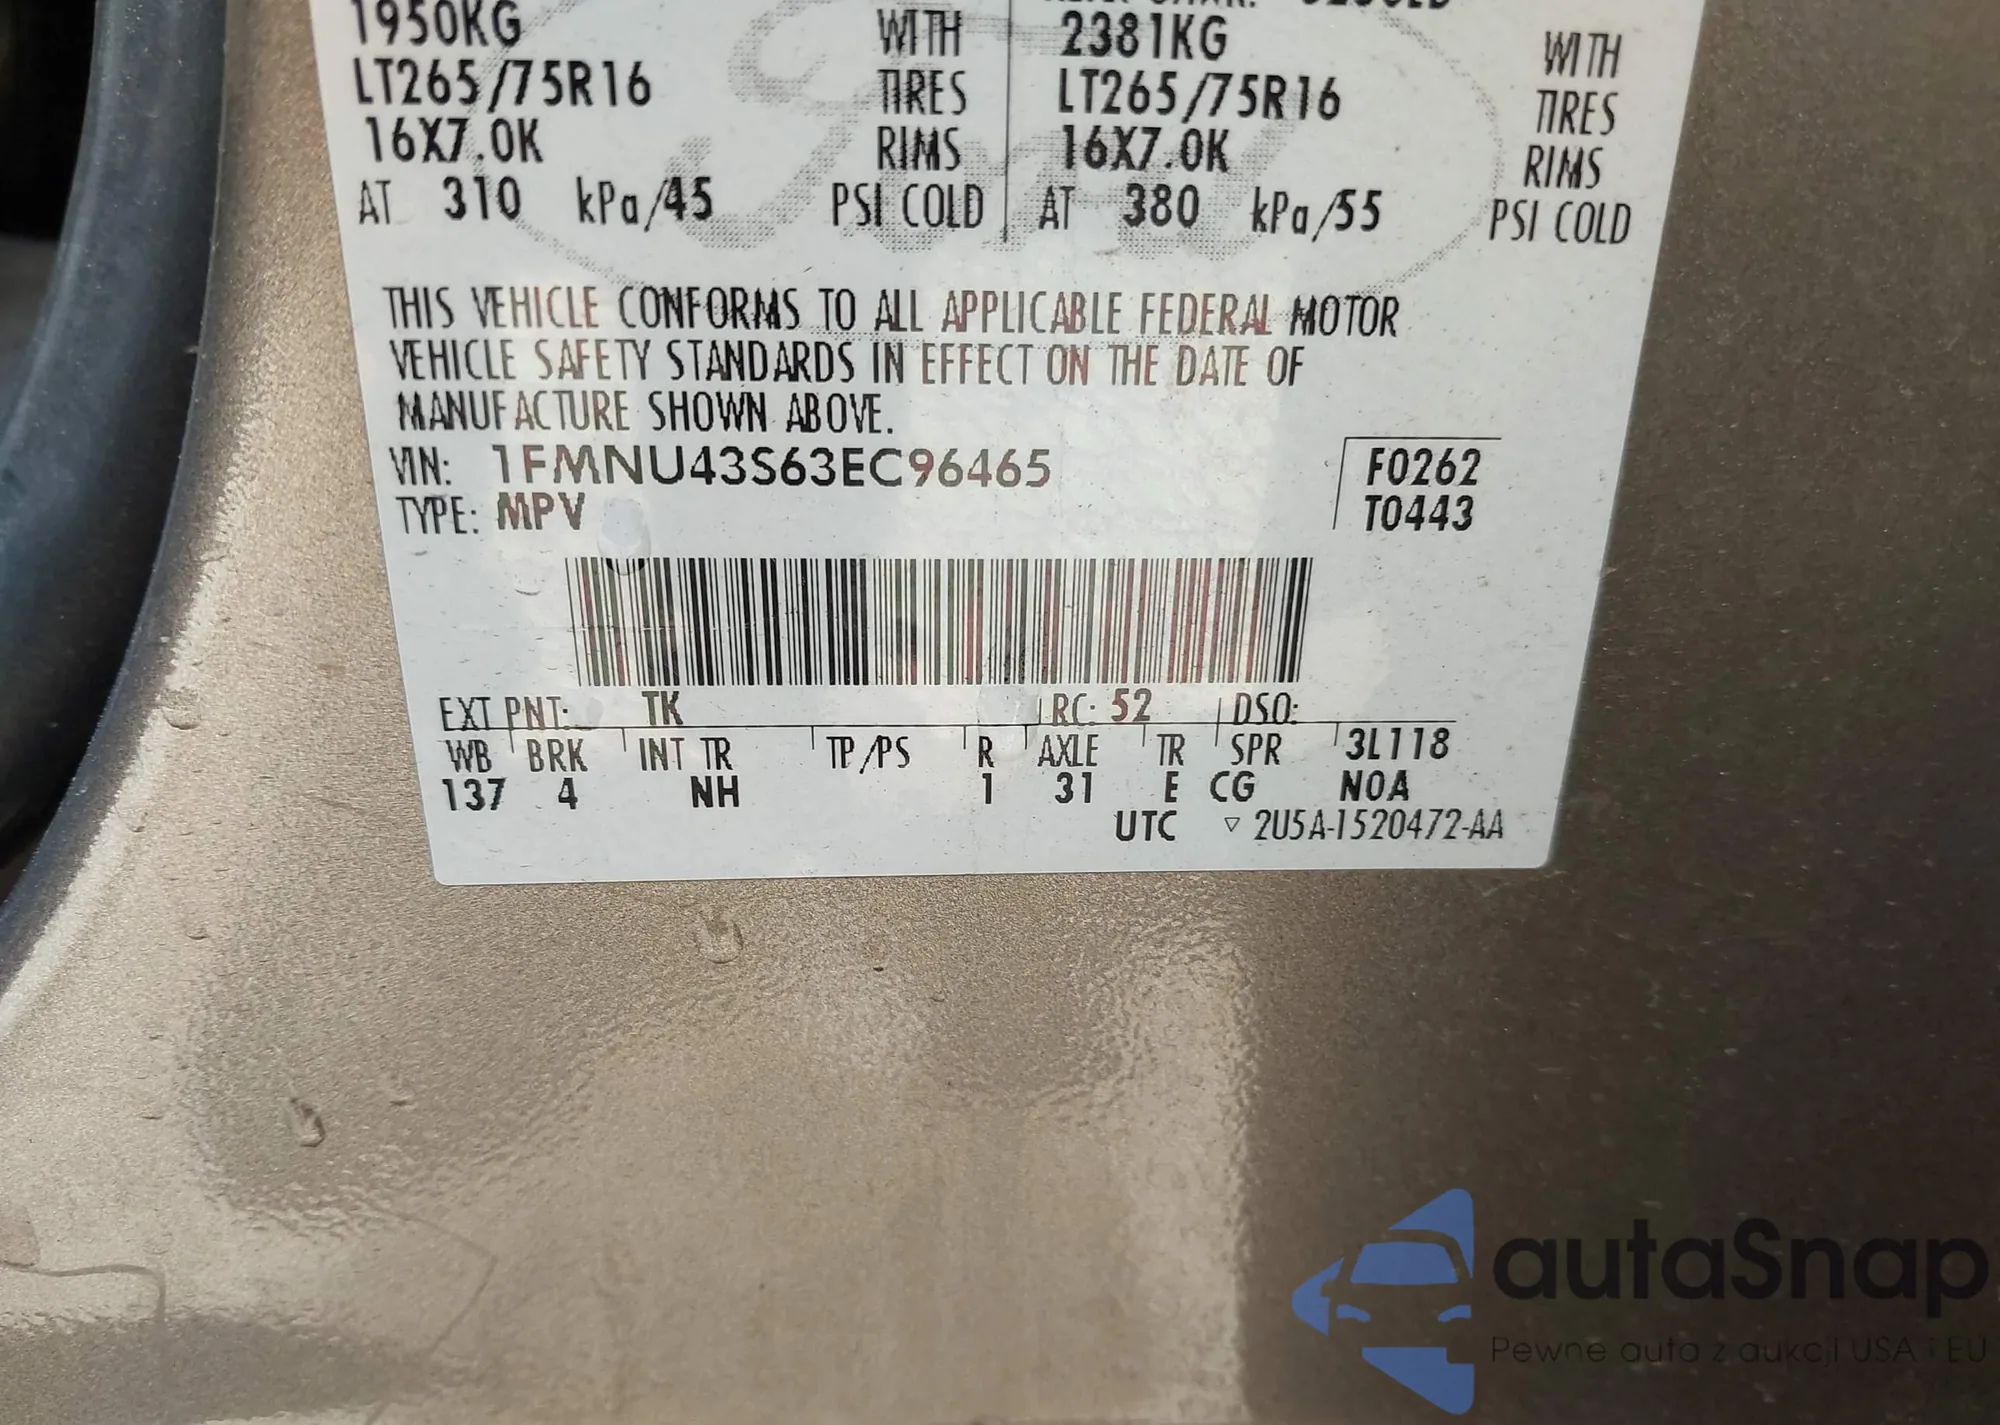 1950KG WITH 2381KG WITH
LT265/75R16 TIRES LT265/75R16 TIRES
16X7.0K RIMS 16X7.0K RIMS
AT 310 kPa/45 PSI COLD AT 380 kPa/55 PSI COLD
THIS VEHICLE CONFORMS TO ALL APPLICABLE FEDERAL MOTOR
VEHICLE SAFETY STANDARDS IN EFFECT ON THE DATE OF
MANUFACTURE SHOWN ABOVE.
VIN: 1FMNU43S63EC96465 F0262
TYPE: MPV T0443
EXT PNT: TK RC: 52 DSO:
WB BRK INT TR TP/PS R AXLE TR SPR 3L118
137 4 NH 1 31 E CG N0A
UTC ▽ 2U5A-1520472-AA
autaSnap
Pewne auta z aukcji USA i EU